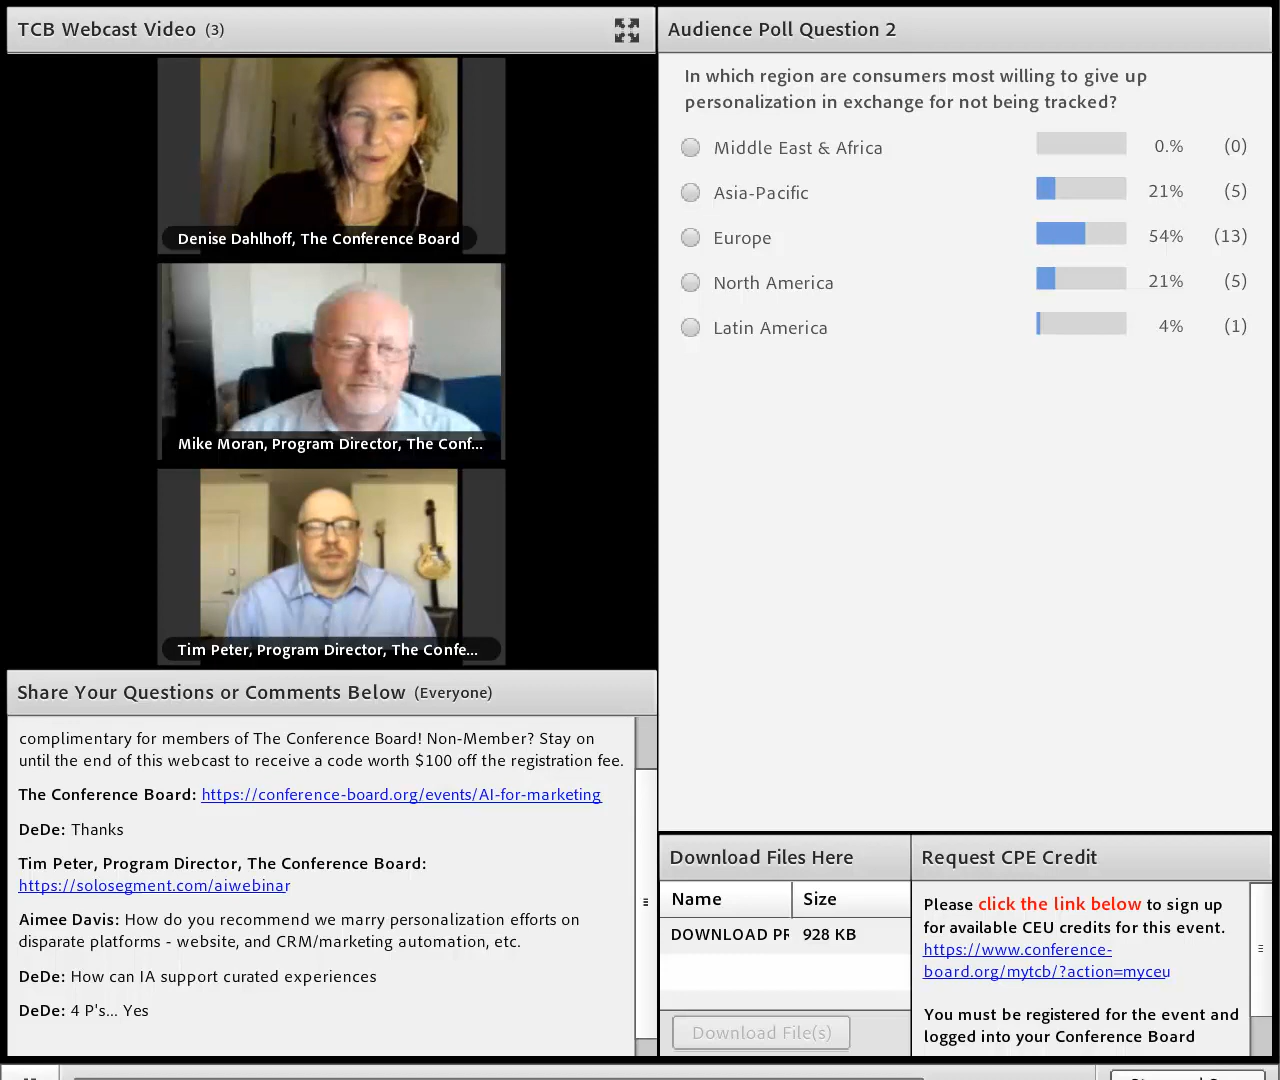 TCB Webcast Video (3)
Denise Dahlhoff, The Conference Board
Mike Moran, Program Director, The Conf...
Tim Peter, Program Director, The Confe...
Share Your Questions or Comments Below (Everyone)
complimentary for members of The Conference Board! Non-Member? Stay on
until the end of this webcast to receive a code worth $100 off the registration fee.
The Conference Board: https://conference-board.org/events/AI-for-marketing
DeDe: Thanks
Tim Peter, Program Director, The Conference Board:
https://solosegment.com/aiwebinar
Aimee Davis: How do you recommend we marry personalization efforts on
disparate platforms - website, and CRM/marketing automation, etc.
DeDe: How can IA support curated experiences
DeDe: 4 P's... Yes
Audience Poll Question 2
In which region are consumers most willing to give up
personalization in exchange for not being tracked?
Middle East & Africa 0.% (0)
Asia-Pacific 21% (5)
Europe 54% (13)
North America 21% (5)
Latin America 4% (1)
Download Files Here
Name Size
DOWNLOAD PR 928 KB
Download File(s)
Request CPE Credit
Please click the link below to sign up
for available CEU credits for this event.
https://www.conference-
board.org/mytcb/?action=myceu
You must be registered for the event and
logged into your Conference Board